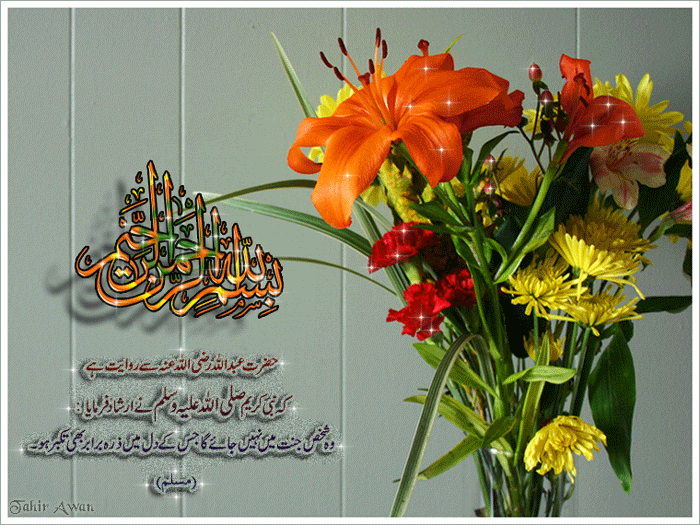 بسم الله الرحمن الرحيم
حضرت عبداللہ رضی اللہ عنہ سے روایت ہے
کہ نبی کریم صلی اللہ علیہ وسلم نے ارشاد فرمایا :
وہ شخص جنت میں نہیں جائے گا جس کے دل میں ذرہ برابر بھی تکبر ہو۔
(مسلم)
Tahir Awan